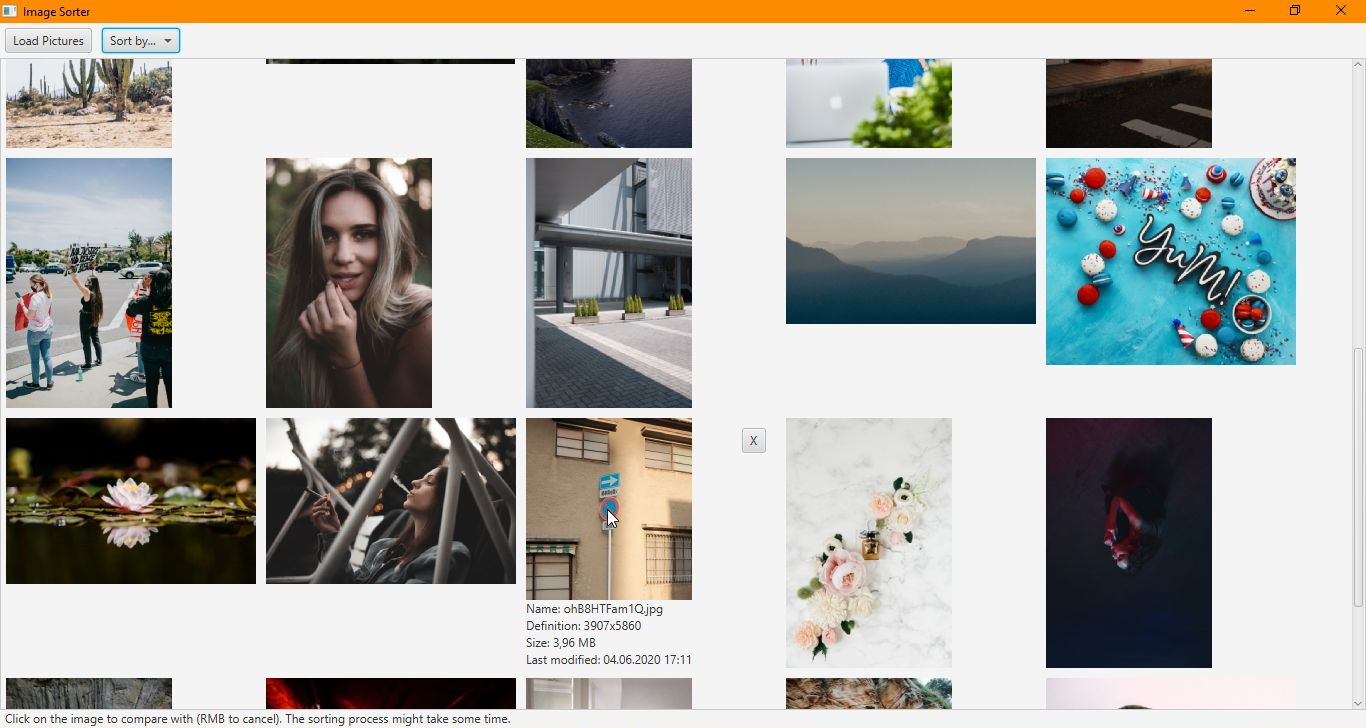 Image Sorter
Load Pictures
Sort by...
YuM!
X
Name: ohB8HTFam1Q.jpg
Definition: 3907x5860
Size: 3,96 MB
Last modified: 04.06.2020 17:11
Click on the image to compare with (RMB to cancel). The sorting process might take some time.